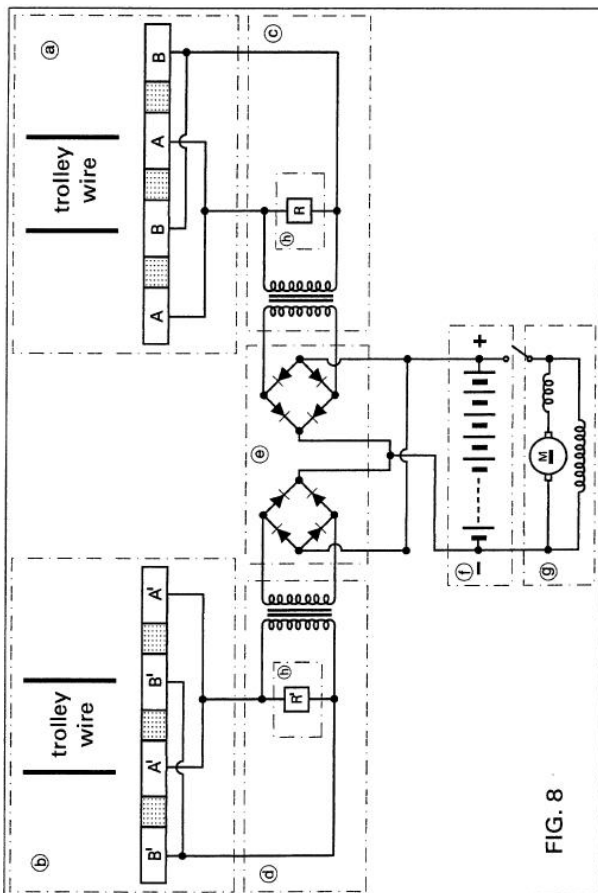 b
trolley
wire
B' A' B' A'
a
trolley
wire
A B A B
d
h
R'
e
c
h
R
f
−
+
g
M
FIG. 8